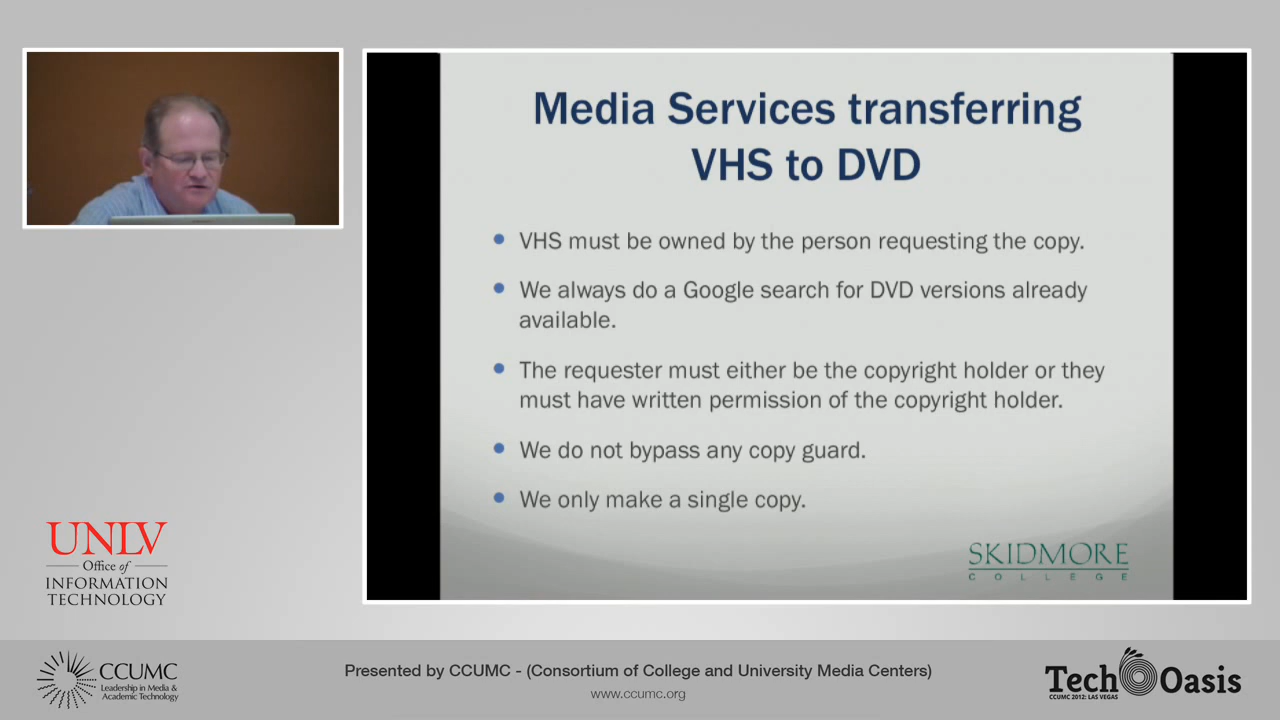 Media Services transferring
VHS to DVD
VHS must be owned by the person requesting the copy.
We always do a Google search for DVD versions already
available.
The requester must either be the copyright holder or they
must have written permission of the copyright holder.
We do not bypass any copy guard.
We only make a single copy.
SKIDMORE
COLLEGE
UNLV
Office of
INFORMATION
TECHNOLOGY
CCUMC
Leadership in Media &
Academic Technology
Presented by CCUMC - (Consortium of College and University Media Centers)
www.ccumc.org
Tech Oasis
CCUMC 2012: LAS VEGAS